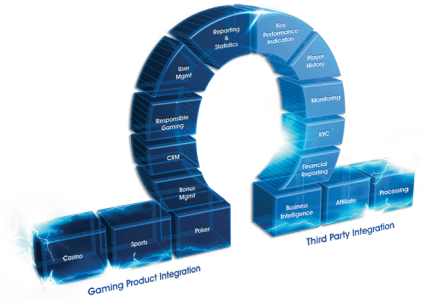 Reporting
&
Statistics
Key
Performance
Indicators
User
Mgmt
Player
History
Responsible
Gaming
Monitoring
CRM
KYC
Bonus
Mgmt
Financial
Reporting
Casino
Sports
Poker
Business
Intelligence
Affiliate
Processing
Gaming Product Integration
Third Party Integration